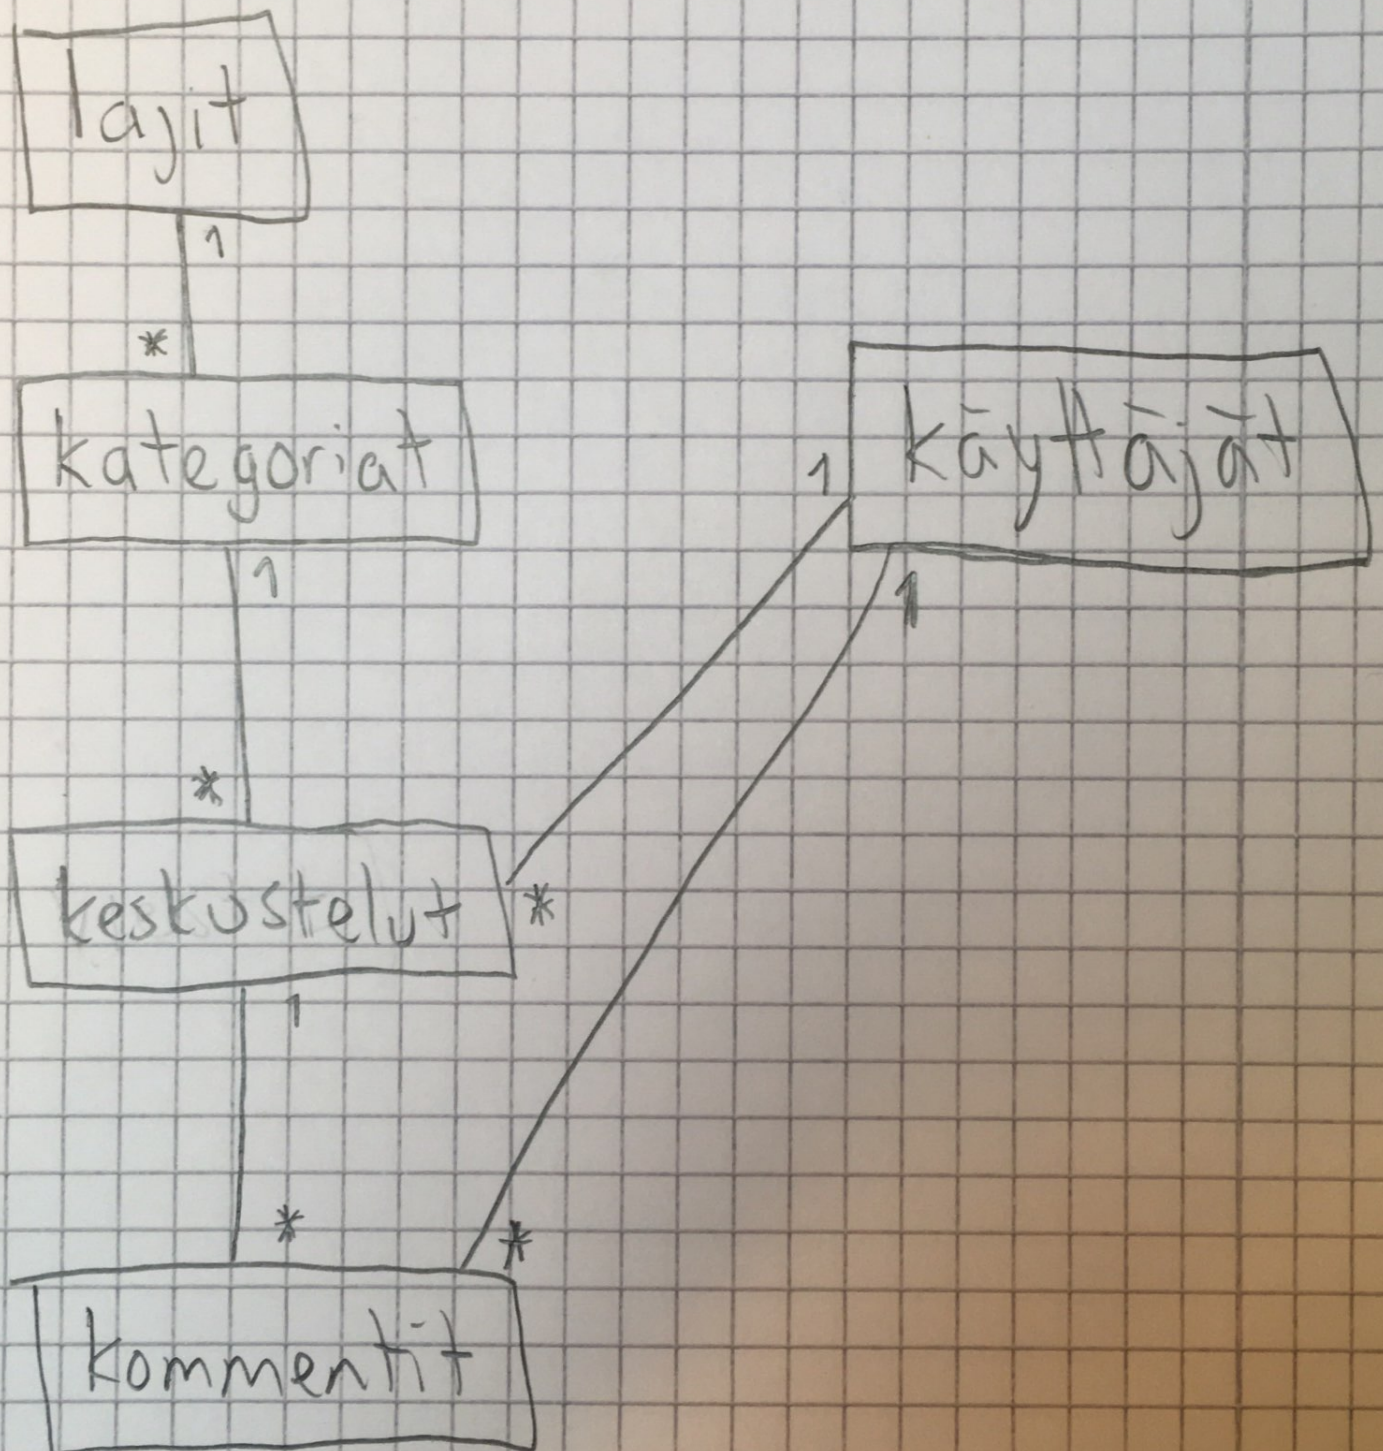 lajit
1
*
kategoriat
käyttäjät
1
1
1
*
keskustelut
*
1
*
*
kommentit